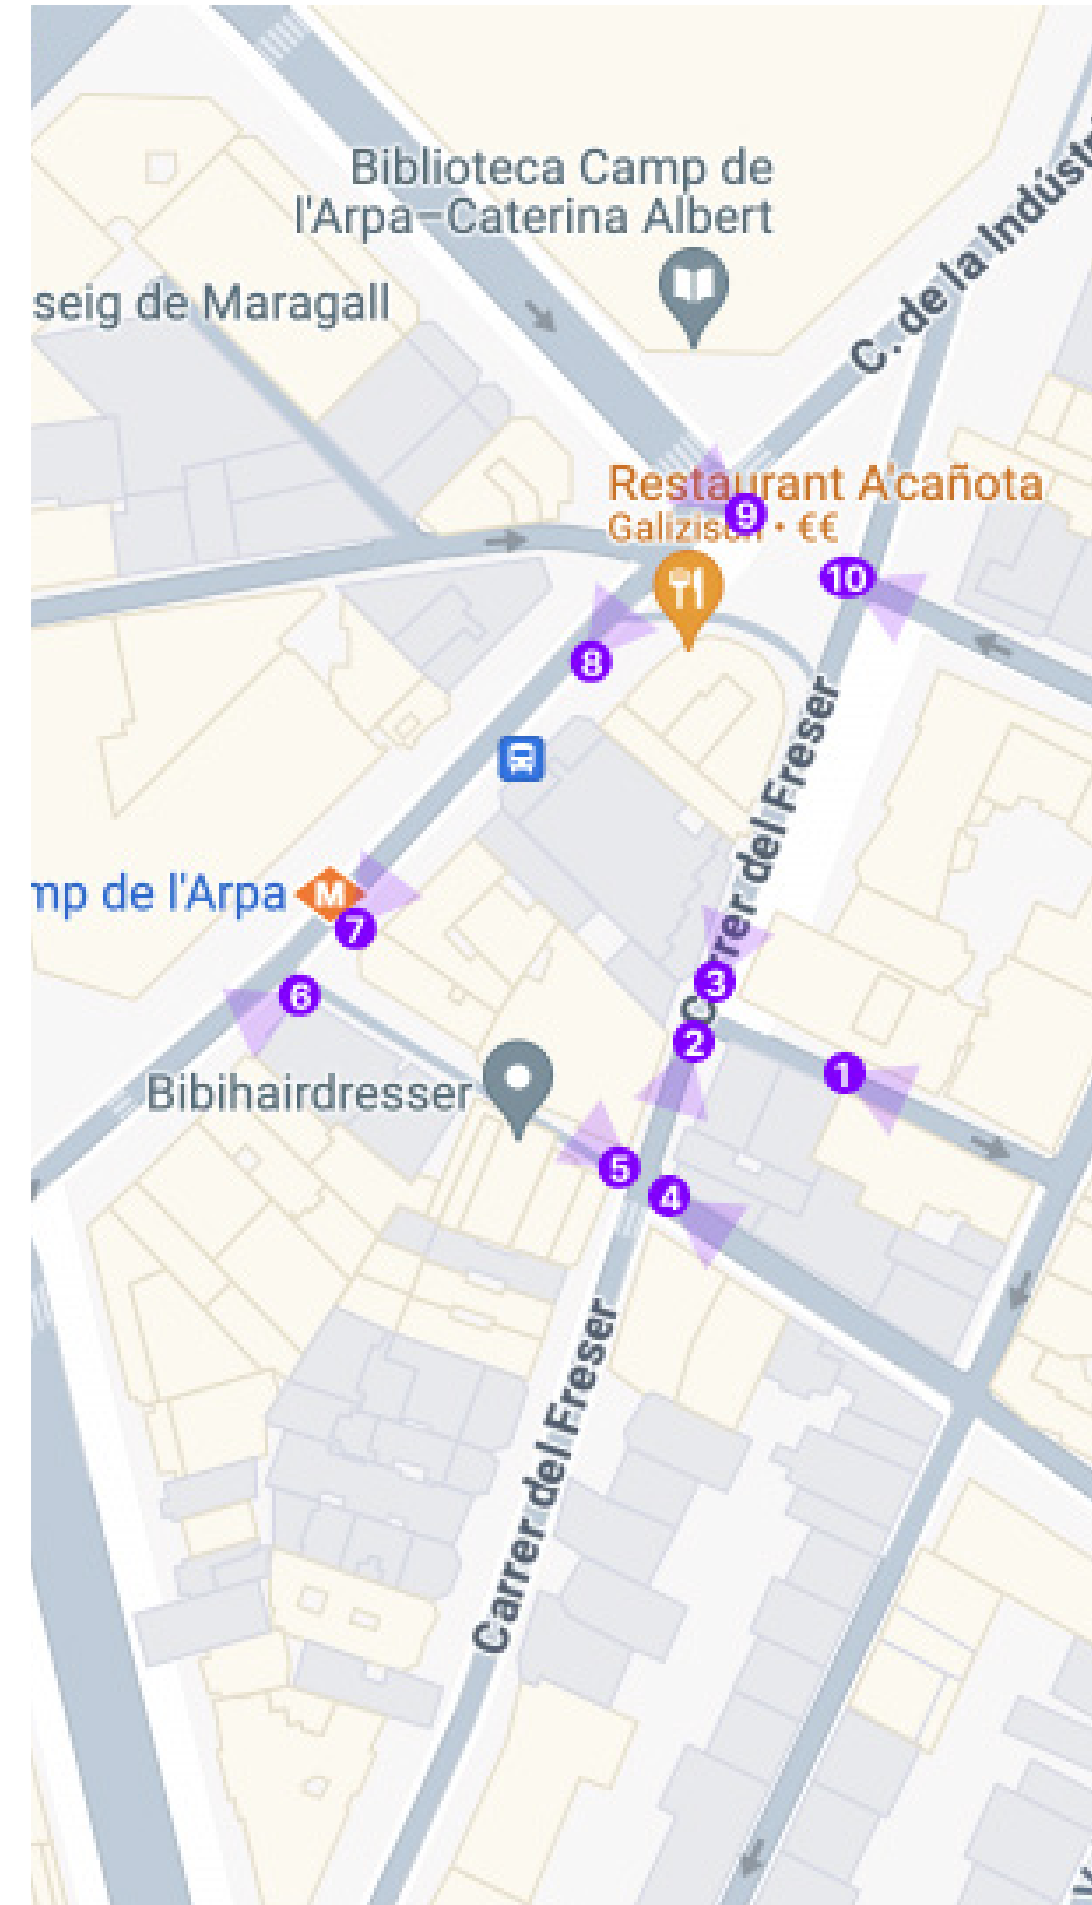 Biblioteca Camp de
l'Arpa–Caterina Albert
seig de Maragall
C. de la Indústr
Restaurant A'cañota
9
Galizisch • €€
10
8
Carrer del Freser
mp de l'Arpa
M
7
3
6
2
1
Bibihairdresser
5
4
Carrer del Freser